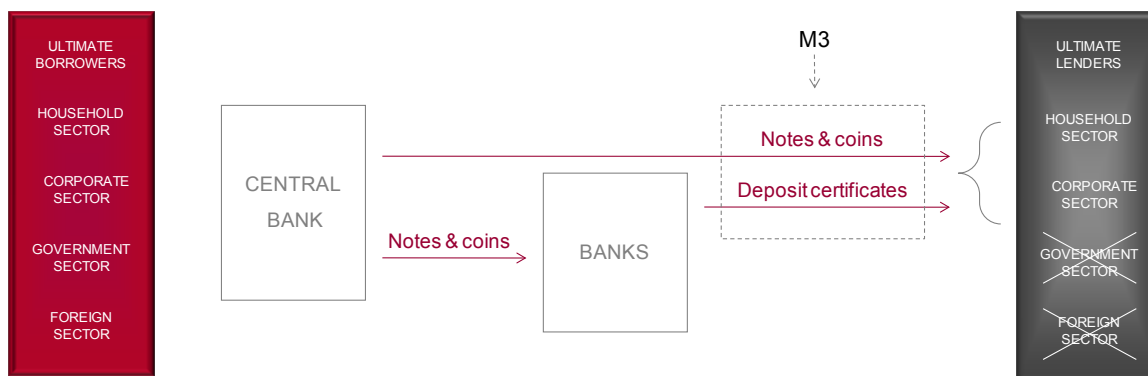 ULTIMATE
BORROWERS
HOUSEHOLD
SECTOR
CORPORATE
SECTOR
GOVERNMENT
SECTOR
FOREIGN
SECTOR
CENTRAL
BANK
Notes & coins
BANKS
M3
Notes & coins
Deposit certificates
ULTIMATE
LENDERS
HOUSEHOLD
SECTOR
CORPORATE
SECTOR
GOVERNMENT
SECTOR
FOREIGN
SECTOR